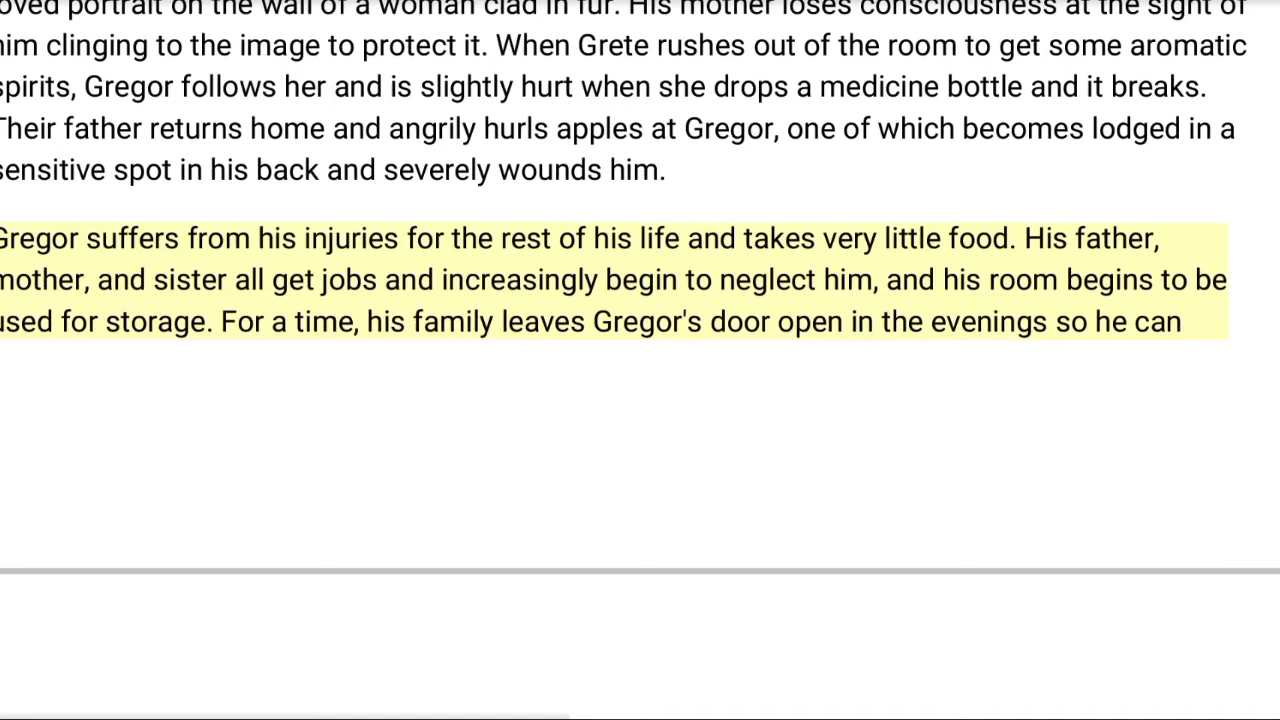 loved portrait on the wall of a woman clad in fur. His mother loses consciousness at the sight of
him clinging to the image to protect it. When Grete rushes out of the room to get some aromatic
spirits, Gregor follows her and is slightly hurt when she drops a medicine bottle and it breaks.
Their father returns home and angrily hurls apples at Gregor, one of which becomes lodged in a
sensitive spot in his back and severely wounds him.
Gregor suffers from his injuries for the rest of his life and takes very little food. His father,
mother, and sister all get jobs and increasingly begin to neglect him, and his room begins to be
used for storage. For a time, his family leaves Gregor's door open in the evenings so he can